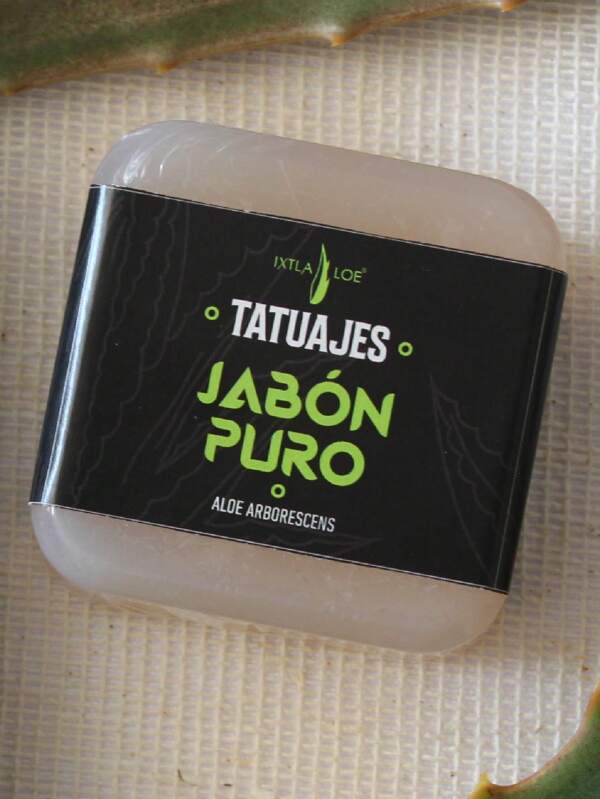 IXTLA LOE®
TATUAJES
JABÓN
PURO
ALOE ARBORESCENS